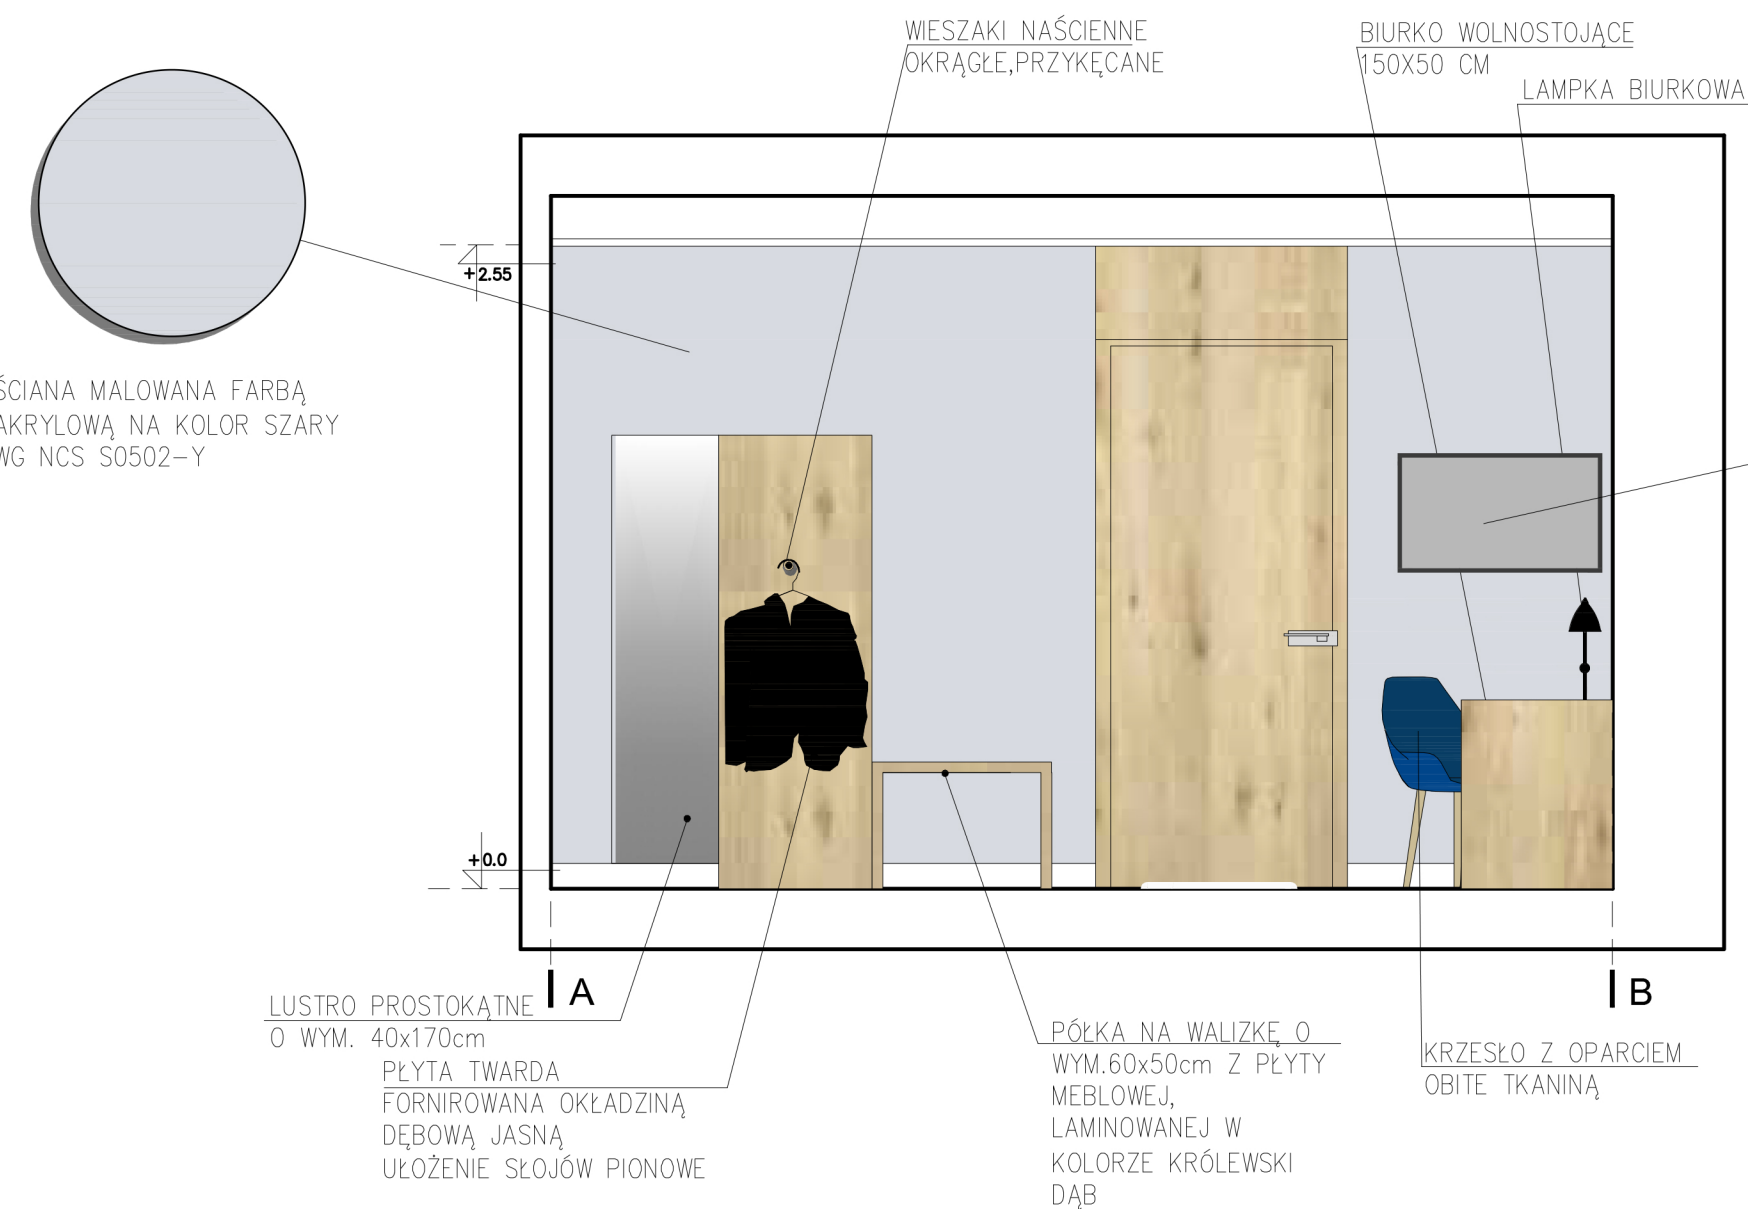 WIESZAKI NAŚCIENNE
OKRĄGŁE,PRZYKĘCANE
BIURKO WOLNOSTOJĄCE
150X50 CM
LAMPKA BIURKOWA
+2.55
ŚCIANA MALOWANA FARBĄ
AKRYLOWĄ NA KOLOR SZARY
WG NCS S0502-Y
+0.0
A
B
LUSTRO PROSTOKĄTNE
O WYM. 40x170cm
PŁYTA TWARDA
FORNIROWANA OKŁADZINĄ
DĘBOWĄ JASNĄ
UŁOŻENIE SŁOJÓW PIONOWE
PÓŁKA NA WALIZKĘ O
WYM.60x50cm Z PŁYTY
MEBLOWEJ,
LAMINOWANEJ W
KOLORZE KRÓLEWSKI
DĄB
KRZESŁO Z OPARCIEM
OBITE TKANINĄ